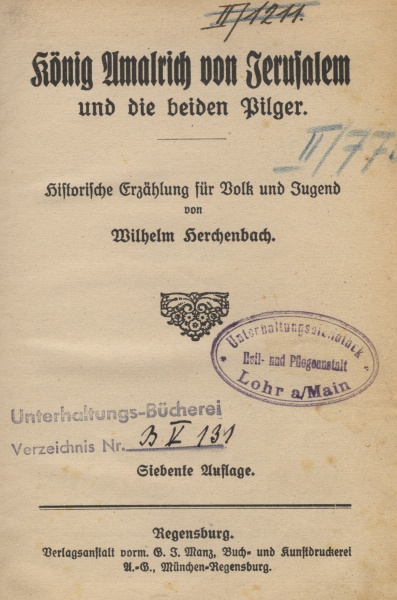 II/1211.
König Amalrich von Jerusalem
und die beiden Pilger.
II/77
Historische Erzählung für Volk und Jugend
von
Wilhelm Herchenbach.
Heil- und Pflegeanstalt
Lohr a/Main
Unterhaltungs-Bücherei
Verzeichnis Nr. B V 131
Siebente Auflage.
Regensburg.
Verlagsanstalt vorm. G. J. Manz, Buch- und Kunstdruckerei
A.-G., München-Regensburg.